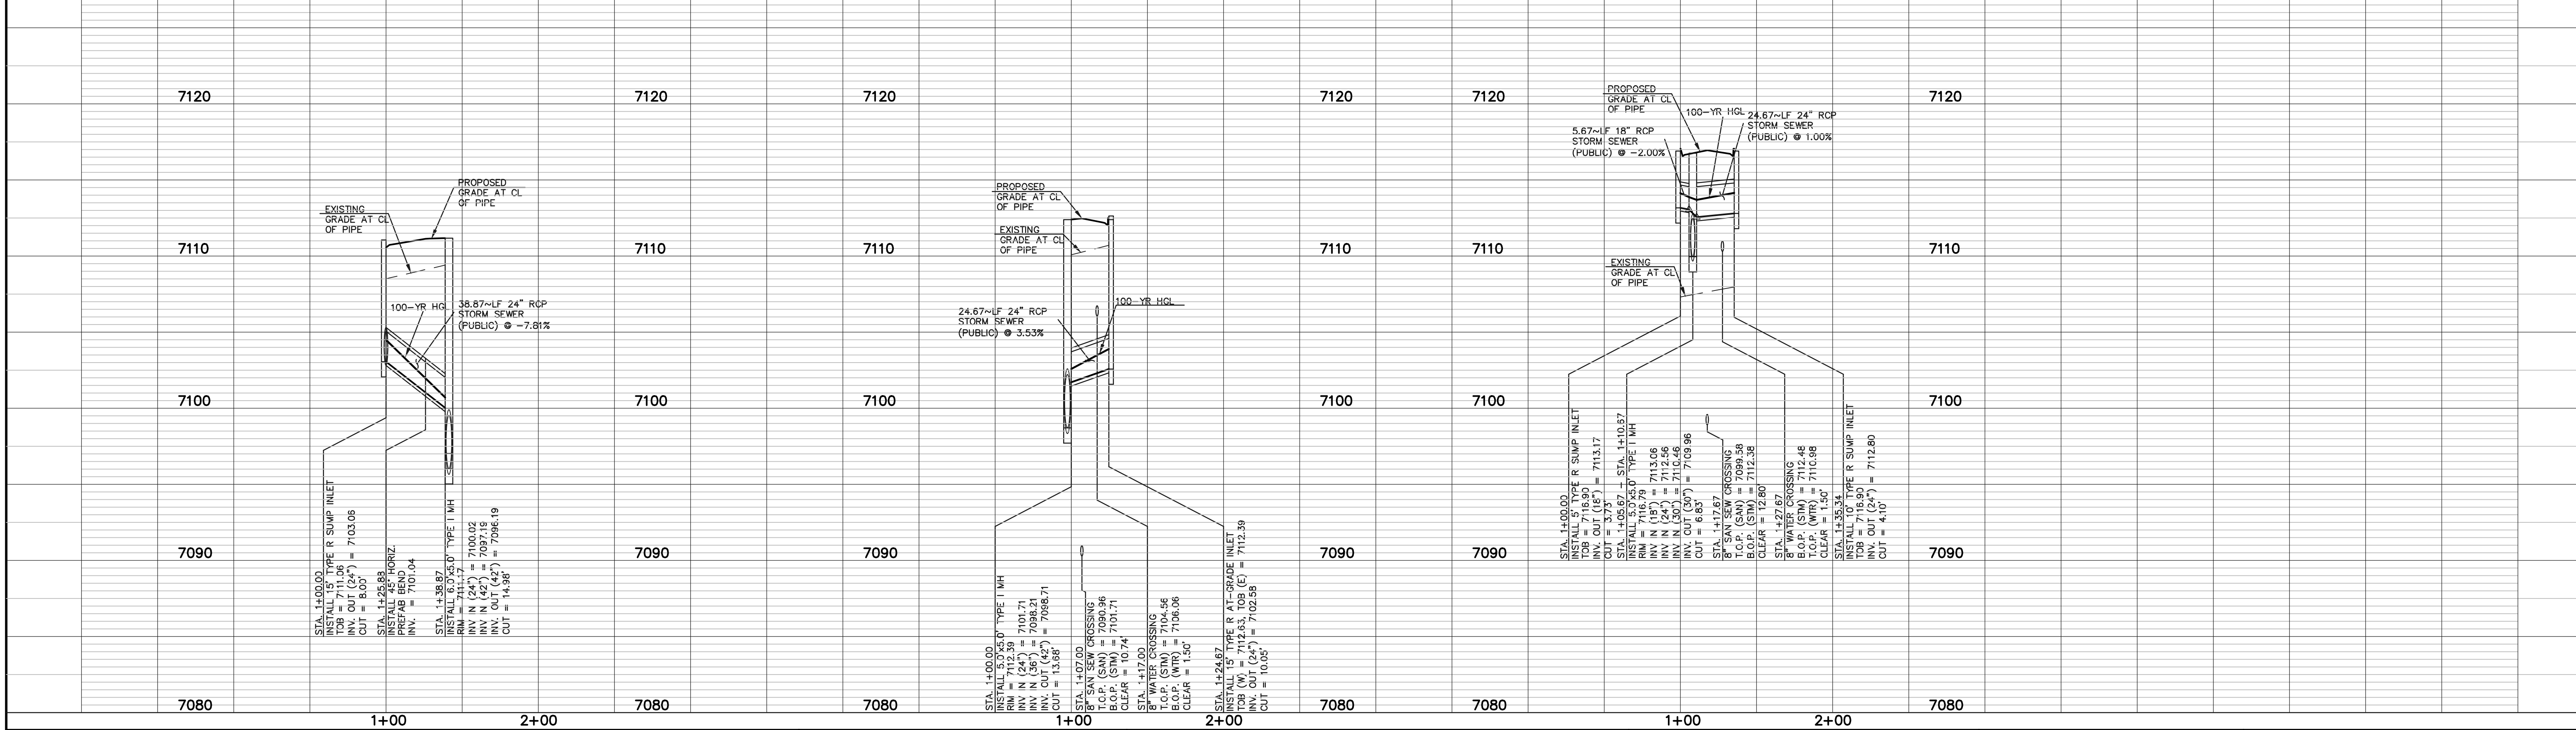 7120
7120
7120
7120
7120
7120
7110
7110
7110
7110
7110
7110
7100
7100
7100
7100
7100
7100
7090
7090
7090
7090
7090
7090
7080
7080
7080
7080
7080
7080
1+00
2+00
1+00
2+00
1+00
2+00
PROPOSED
GRADE AT CL
OF PIPE
EXISTING
GRADE AT CL
OF PIPE
100-YR HGL
38.87~LF 24" RCP
STORM SEWER
(PUBLIC) @ -7.81%
STA. 1+00.00
INSTALL 15' TYPE R SUMP INLET
TOB = 7111.06
INV. OUT (24") = 7103.06
CUT = 8.00'
STA. 1+25.88
INSTALL 45° HORIZ.
PREFAB BEND
INV. = 7101.04
STA. 1+38.87
INSTALL 6.0'x5.0' TYPE I MH
RIM = 7111.17
INV IN (24") = 7100.02
INV IN (42") = 7097.19
INV. OUT (42") = 7096.19
CUT = 14.98'
PROPOSED
GRADE AT CL
OF PIPE
EXISTING
GRADE AT CL
OF PIPE
24.67~LF 24" RCP
STORM SEWER
(PUBLIC) @ 3.53%
100-YR HGL
STA. 1+00.00
INSTALL 5.0'x5.0' TYPE I MH
RIM = 7112.39
INV IN (24") = 7101.71
INV IN (36") = 7098.21
INV. OUT (42") = 7098.71
CUT = 13.68'
STA. 1+07.00
8" SAN SEW CROSSING
T.O.P. (SAN) = 7090.96
B.O.P. (STM) = 7101.71
CLEAR = 10.74'
STA. 1+17.00
8" WATER CROSSING
T.O.P. (STM) = 7104.56
B.O.P. (WTR) = 7106.06
CLEAR = 1.50'
STA. 1+24.67
INSTALL 15' TYPE R AT-GRADE INLET
TOB (W) = 7112.63, TOB (E) = 7112.39
INV. OUT (24") = 7102.58
CUT = 10.05'
PROPOSED
GRADE AT CL
OF PIPE
100-YR HGL
5.67~LF 18" RCP
STORM SEWER
(PUBLIC) @ -2.00%
24.67~LF 24" RCP
STORM SEWER
(PUBLIC) @ 1.00%
EXISTING
GRADE AT CL
OF PIPE
STA. 1+00.00
INSTALL 5' TYPE R SUMP INLET
TOB = 7116.90
INV. OUT (18") = 7113.17
CUT = 3.73'
STA. 1+05.67 - STA. 1+10.67
INSTALL 5.0'x5.0' TYPE I MH
RIM = 7116.79
INV IN (18") = 7113.06
INV IN (24") = 7112.56
INV IN (30") = 7110.46
INV. OUT (30") = 7109.96
CUT = 6.83'
STA. 1+17.67
8" SAN SEW CROSSING
T.O.P. (SAN) = 7099.58
B.O.P. (STM) = 7112.38
CLEAR = 12.80'
STA. 1+27.67
8" WATER CROSSING
B.O.P. (STM) = 7112.48
T.O.P. (WTR) = 7110.98
CLEAR = 1.50'
STA. 1+35.34
INSTALL 10' TYPE R SUMP INLET
TOB = 7116.90
INV. OUT (24") = 7112.80
CUT = 4.10'